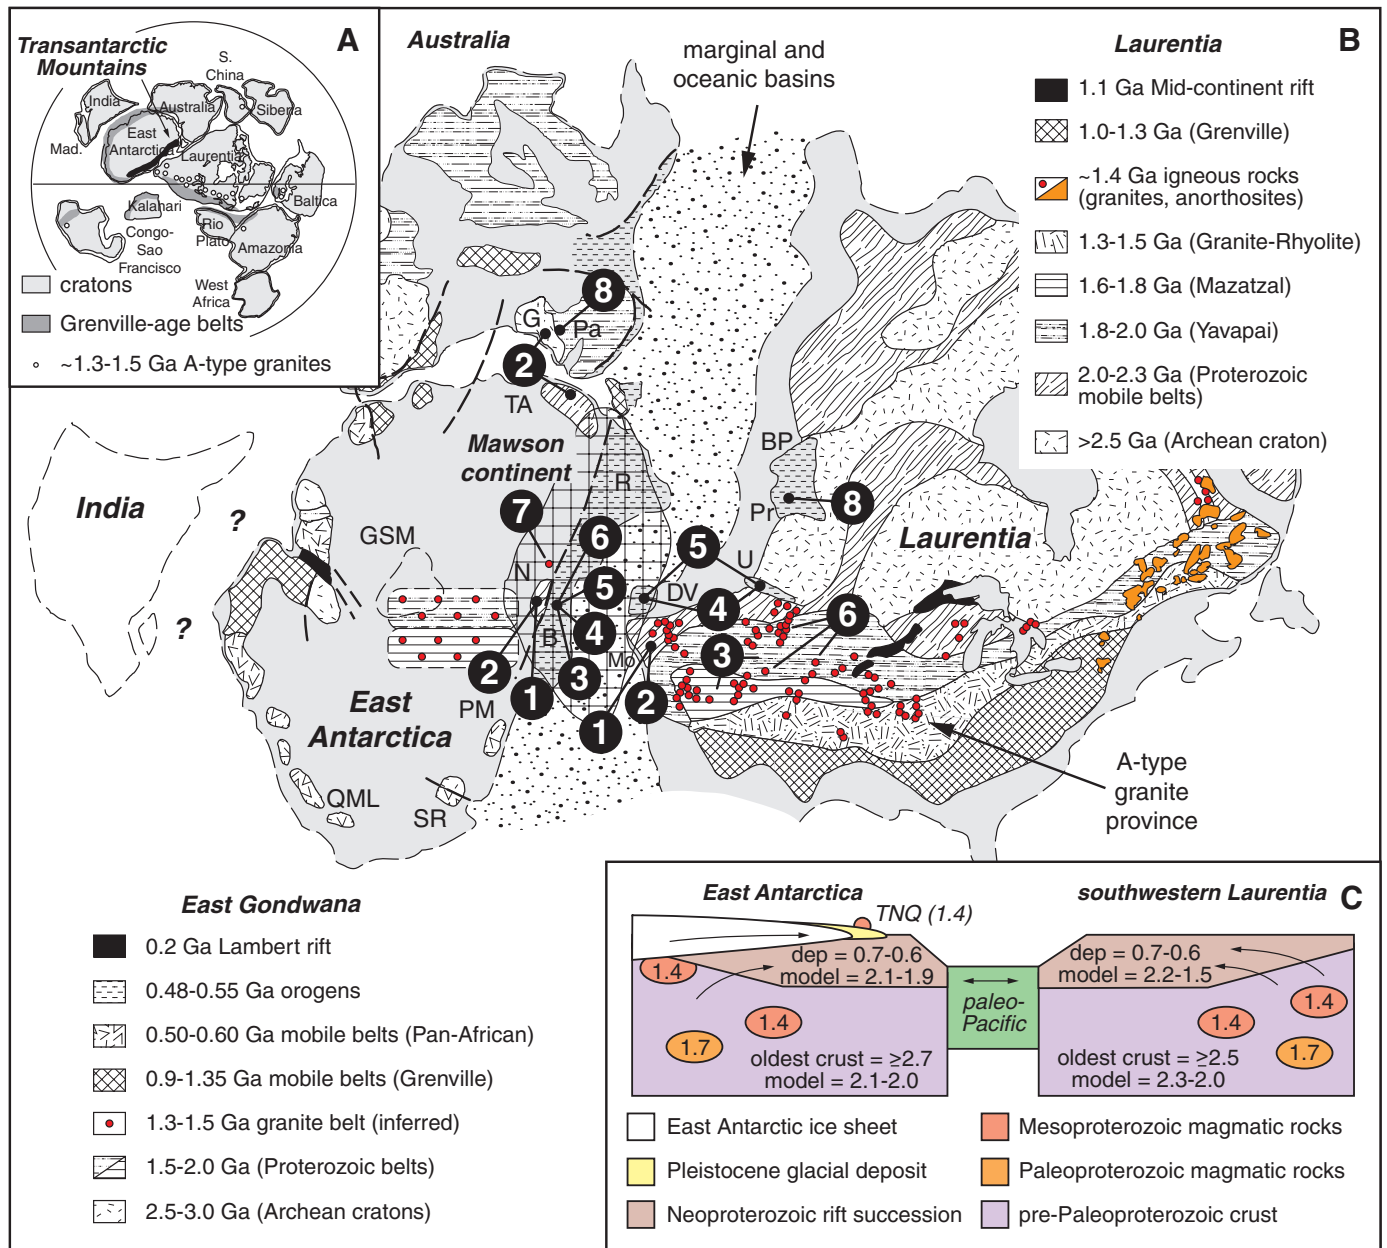 A
Transantarctic
Mountains
India
Mad.
East
Antarctica
Australia
S.
China
Siberia
Laurentia
Baltica
Kalahari
Congo-
Sao
Francisco
Rio
Plato
Amazonia
West
Africa
cratons
Grenville-age belts
~1.3-1.5 Ga A-type granites
B
Australia
marginal and
oceanic basins
Laurentia
1.1 Ga Mid-continent rift
1.0-1.3 Ga (Grenville)
~1.4 Ga igneous rocks
(granites, anorthosites)
1.3-1.5 Ga (Granite-Rhyolite)
1.6-1.8 Ga (Mazatzal)
1.8-2.0 Ga (Yavapai)
2.0-2.3 Ga (Proterozoic
mobile belts)
>2.5 Ga (Archean craton)
8
G
Pa
2
TA
Mawson
continent
R
BP
Pr
8
India
?
?
GSM
7
6
5
N
5
U
DV
4
4
6
Laurentia
B
Mo
3
2
1
3
2
1
East
Antarctica
PM
QML
SR
A-type
granite
province
East Gondwana
0.2 Ga Lambert rift
0.48-0.55 Ga orogens
0.50-0.60 Ga mobile belts (Pan-African)
0.9-1.35 Ga mobile belts (Grenville)
1.3-1.5 Ga granite belt (inferred)
1.5-2.0 Ga (Proterozoic belts)
2.5-3.0 Ga (Archean cratons)
C
East Antarctica
southwestern Laurentia
TNQ (1.4)
dep = 0.7-0.6
model = 2.1-1.9
dep = 0.7-0.6
model = 2.2-1.5
1.4
1.4
1.7
paleo-
Pacific
1.4
1.4
1.7
oldest crust = ≥2.7
model = 2.1-2.0
oldest crust = ≥2.5
model = 2.3-2.0
East Antarctic ice sheet
Pleistocene glacial deposit
Neoproterozoic rift succession
Mesoproterozoic magmatic rocks
Paleoproterozoic magmatic rocks
pre-Paleoproterozoic crust